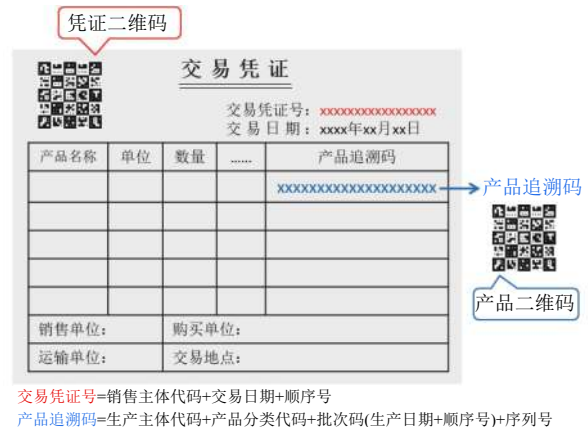 凭证二维码
交易凭证
交易凭证号：xxxxxxxxxxxxxxxxx
交易日期：xxxx年xx月xx日
产品名称 单位 数量 ...... 产品追溯码
xxxxxxxxxxxxxxxxxxxx 产品追溯码
产品二维码
销售单位： 购买单位：
运输单位： 交易地点：
交易凭证号=销售主体代码+交易日期+顺序号
产品追溯码=生产主体代码+产品分类代码+批次码(生产日期+顺序号)+序列号